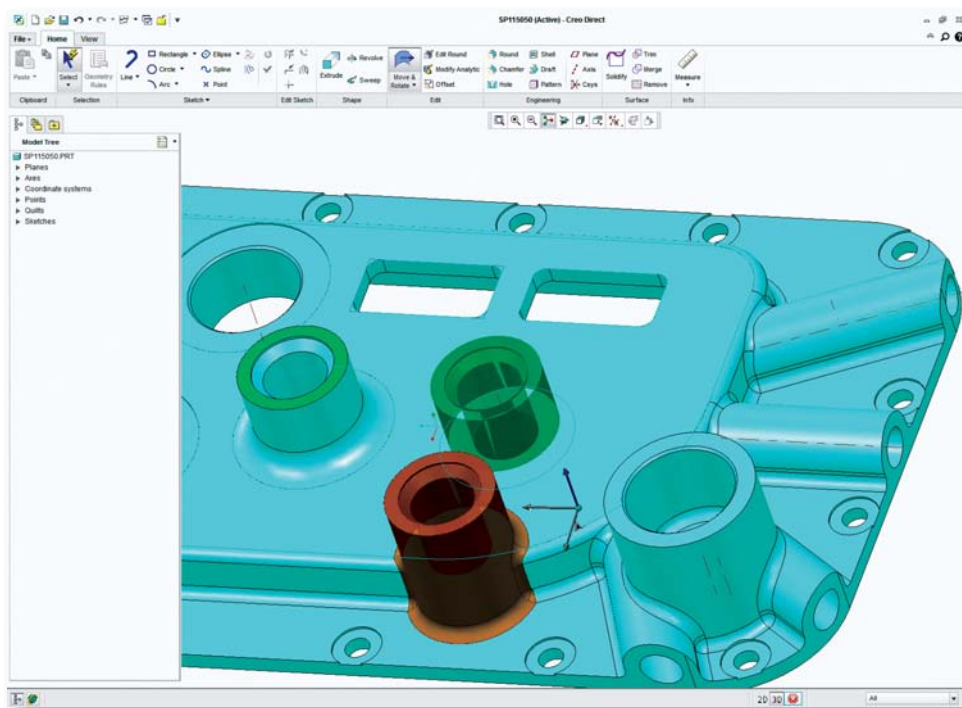 SP115050 (Active) - Creo Direct
File Home View
Paste
Select
Geometry Rules
Line
Rectangle Ellipse
Circle Spline
Arc Point
Extrude
Revolve
Sweep
Move & Rotate
Edit Round
Modify Analytic
Offset
Round Shell Plane
Chamfer Draft Axis
Hole Pattern Csys
Solidify
Trim
Merge
Remove
Measure
Clipboard Selection Sketch Edit Sketch Shape Edit Engineering Surface Info
Model Tree
SP115050.PRT
Planes
Axes
Coordinate systems
Points
Quilts
Sketches
2D 3D All